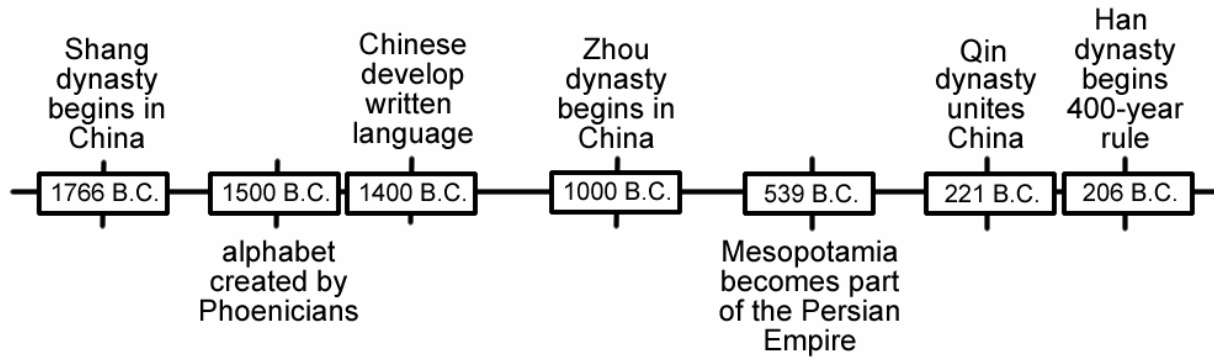 Shang
dynasty
begins in
China
1766 B.C.
1500 B.C.
alphabet
created by
Phoenicians
Chinese
develop
written
language
1400 B.C.
Zhou
dynasty
begins in
China
1000 B.C.
539 B.C.
Mesopotamia
becomes part
of the Persian
Empire
Qin
dynasty
unites
China
221 B.C.
Han
dynasty
begins
400-year
rule
206 B.C.